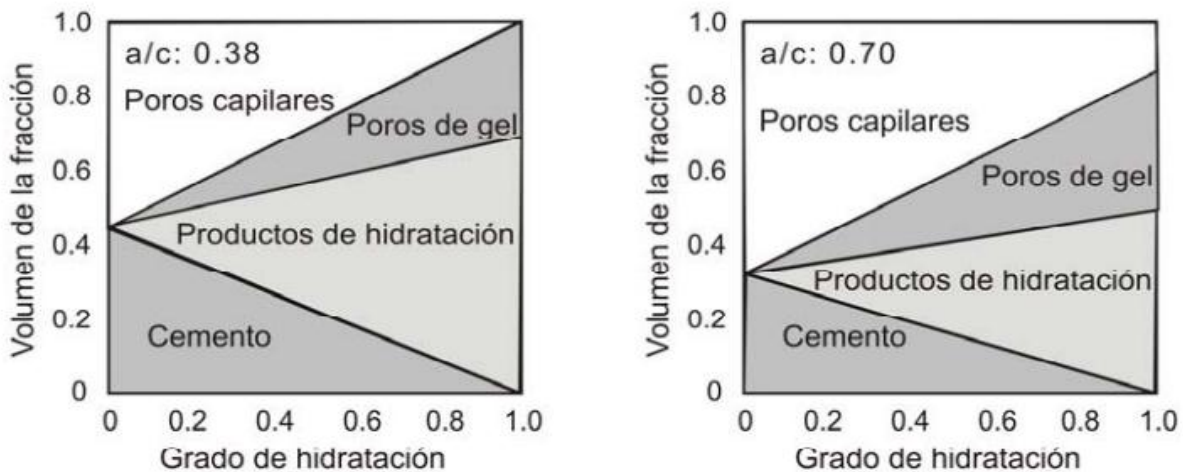 1.0
a/c: 0.38
Poros capilares
0.8
Poros de gel
0.6
Productos de hidratación
0.4
0.2
Cemento
0
0 0.2 0.4 0.6 0.8 1.0
Grado de hidratación
Volumen de la fracción
1.0
a/c: 0.70
0.8
Poros capilares
0.6
Poros de gel
0.4
Productos de hidratación
0.2
Cemento
0
0 0.2 0.4 0.6 0.8 1.0
Grado de hidratación
Volumen de la fracción